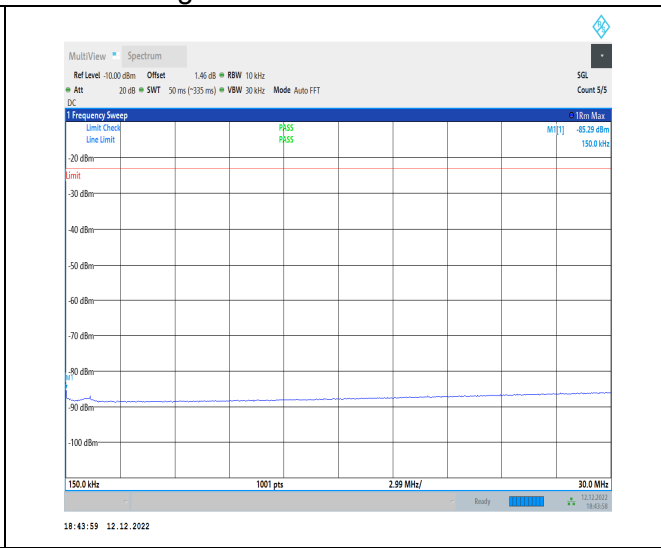 MultiView Spectrum
Ref Level -10.00 dBm Offset 1.46 dB RBW 10 kHz SGL
Att 20 dB SWT 50 ms (~335 ms) VBW 30 kHz Mode Auto FFT Count 5/5
DC
1 Frequency Sweep 1Rm Max
Limit Check PASS M1[1] -85.29 dBm
Line Limit PASS 150.0 kHz
-20 dBm
Limit
-30 dBm
-40 dBm
-50 dBm
-60 dBm
-70 dBm
-80 dBm
M1
-90 dBm
-100 dBm
150.0 kHz 1001 pts 2.99 MHz/ 30.0 MHz
Ready 12.12.2022
18:43:58
18:43:59 12.12.2022